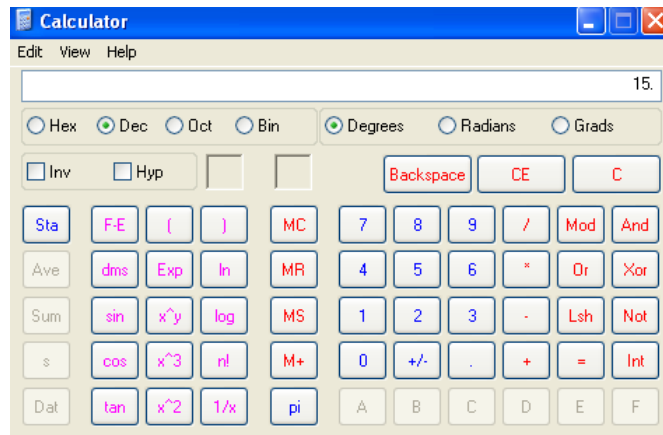 Calculator
Edit View Help
15.
Hex Dec Oct Bin Degrees Radians Grads
Inv Hyp Backspace CE C
Sta F-E ( ) MC 7 8 9 / Mod And
Ave dms Exp ln MR 4 5 6 * Or Xor
Sum sin x^y log MS 1 2 3 - Lsh Not
s cos x^3 n! M+ 0 +/- . + = Int
Dat tan x^2 1/x pi A B C D E F